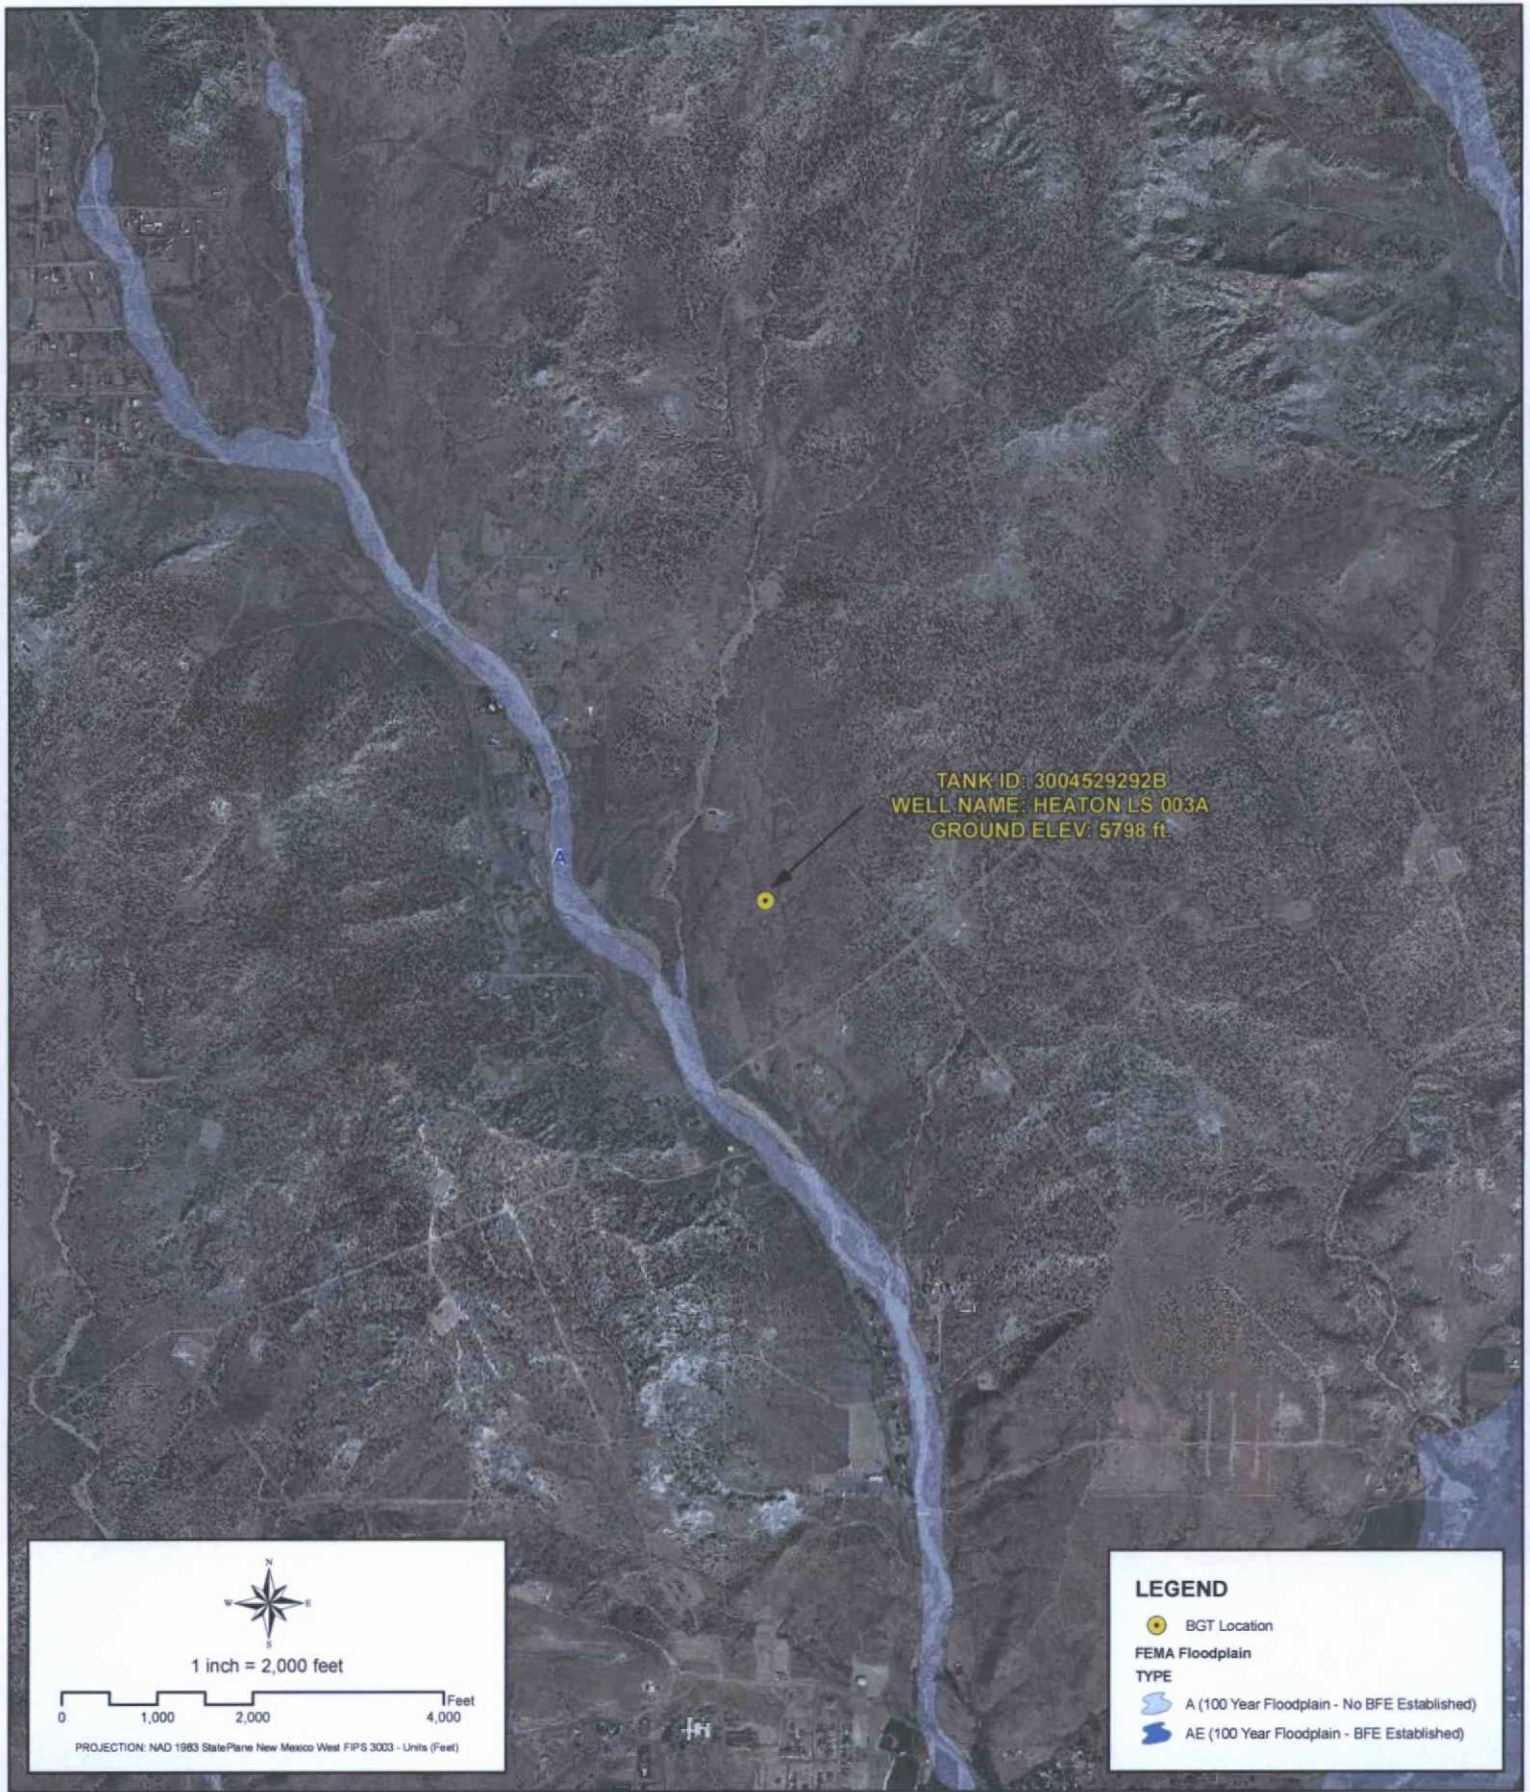 TANK ID: 3004529292B
WELL NAME: HEATON LS 003A
GROUND ELEV: 5798 ft.
A
N
W E
S
1 inch = 2,000 feet
Feet
0 1,000 2,000 4,000
PROJECTION: NAD 1983 StatePlane New Mexico West FIPS 3003 - Units (Feet)
LEGEND
BGT Location
FEMA Floodplain
TYPE
A (100 Year Floodplain - No BFE Established)
AE (100 Year Floodplain - BFE Established)